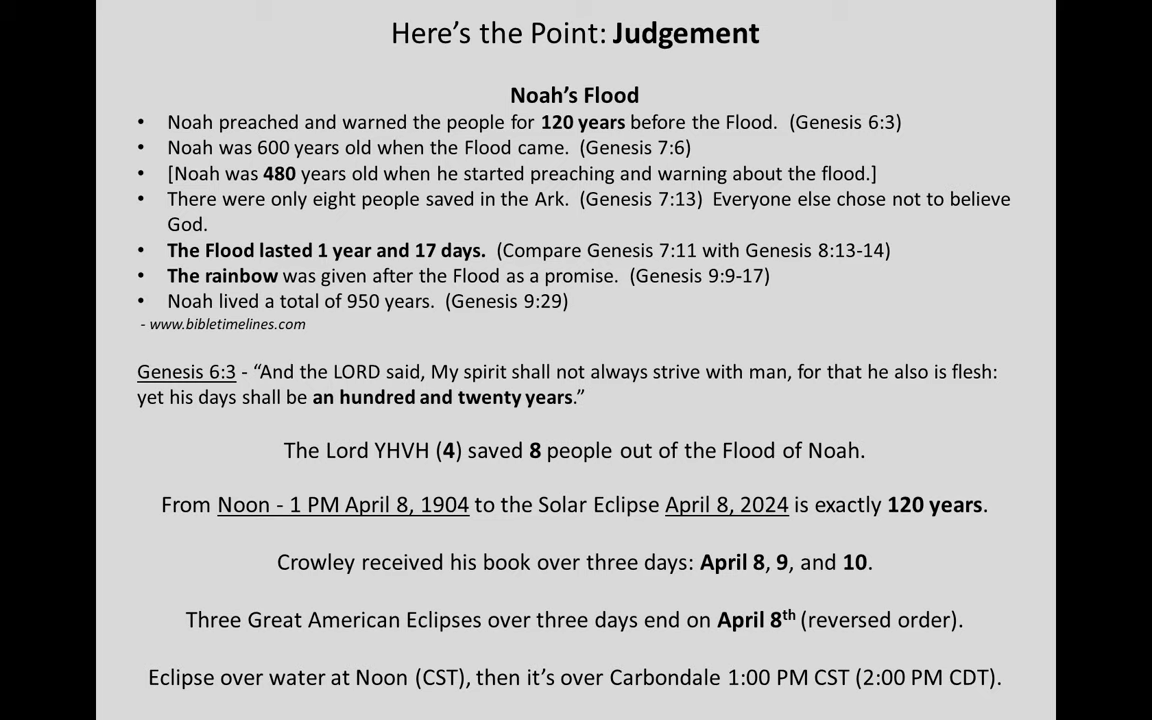 Here's the Point: Judgement
Noah's Flood
• Noah preached and warned the people for 120 years before the Flood. (Genesis 6:3)
• Noah was 600 years old when the Flood came. (Genesis 7:6)
• [Noah was 480 years old when he started preaching and warning about the flood.]
• There were only eight people saved in the Ark. (Genesis 7:13) Everyone else chose not to believe
God.
• The Flood lasted 1 year and 17 days. (Compare Genesis 7:11 with Genesis 8:13-14)
• The rainbow was given after the Flood as a promise. (Genesis 9:9-17)
• Noah lived a total of 950 years. (Genesis 9:29)
- www.bibletimelines.com
Genesis 6:3 - “And the LORD said, My spirit shall not always strive with man, for that he also is flesh:
yet his days shall be an hundred and twenty years.”
The Lord YHVH (4) saved 8 people out of the Flood of Noah.
From Noon - 1 PM April 8, 1904 to the Solar Eclipse April 8, 2024 is exactly 120 years.
Crowley received his book over three days: April 8, 9, and 10.
Three Great American Eclipses over three days end on April 8th (reversed order).
Eclipse over water at Noon (CST), then it's over Carbondale 1:00 PM CST (2:00 PM CDT).